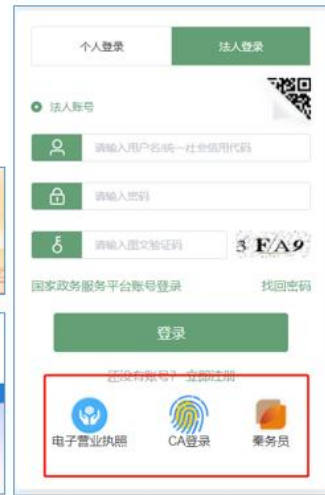 个人登录 法人登录
法人账号
请输入用户名/统一社会信用代码
请输入密码
请输入图文验证码 3 FA9
国家政务服务平台账号登录 找回密码
登录
还没有账号? 立即注册
电子营业执照 CA登录 秦务员